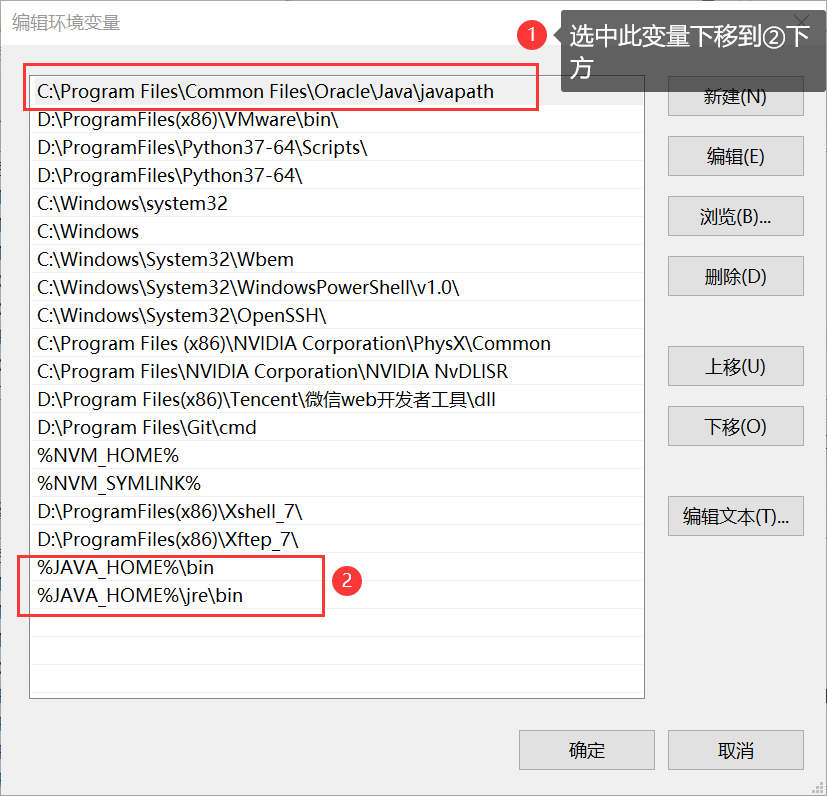 编辑环境变量
1
选中此变量下移到②下
方
C:\Program Files\Common Files\Oracle\Java\javapath
D:\ProgramFiles(x86)\VMware\bin\
D:\ProgramFiles\Python37-64\Scripts\
D:\ProgramFiles\Python37-64\
C:\Windows\system32
C:\Windows
C:\Windows\System32\Wbem
C:\Windows\System32\WindowsPowerShell\v1.0\
C:\Windows\System32\OpenSSH\
C:\Program Files (x86)\NVIDIA Corporation\PhysX\Common
C:\Program Files\NVIDIA Corporation\NVIDIA NvDLISR
D:\Program Files(x86)\Tencent\微信web开发者工具\dll
D:\Program Files\Git\cmd
%NVM_HOME%
%NVM_SYMLINK%
D:\ProgramFiles(x86)\Xshell_7\
D:\ProgramFiles(x86)\Xftep_7\
%JAVA_HOME%\bin
%JAVA_HOME%\jre\bin
2
新建(N)
编辑(E)
浏览(B)...
删除(D)
上移(U)
下移(O)
编辑文本(T)...
确定
取消